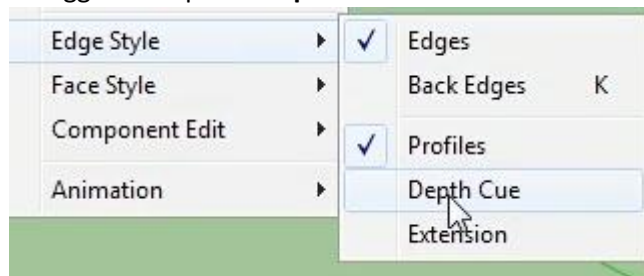 Edge Style
Face Style
Component Edit
Animation
Edges
Back Edges K
Profiles
Depth Cue
Extension